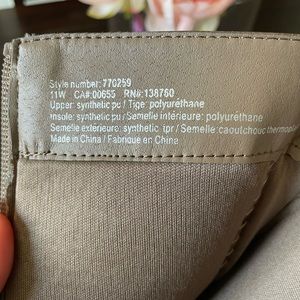 Style number: 770259
11W CA#:00655 RN#:138760
Upper: synthetic pu / Tige: polyuréthane
Insole: synthetic pu / Semelle intérieure: polyuréthane
Semelle exterieure: synthetic tpr / Semelle: caoutchouc thermopl
Made in China / Fabriqué en Chine